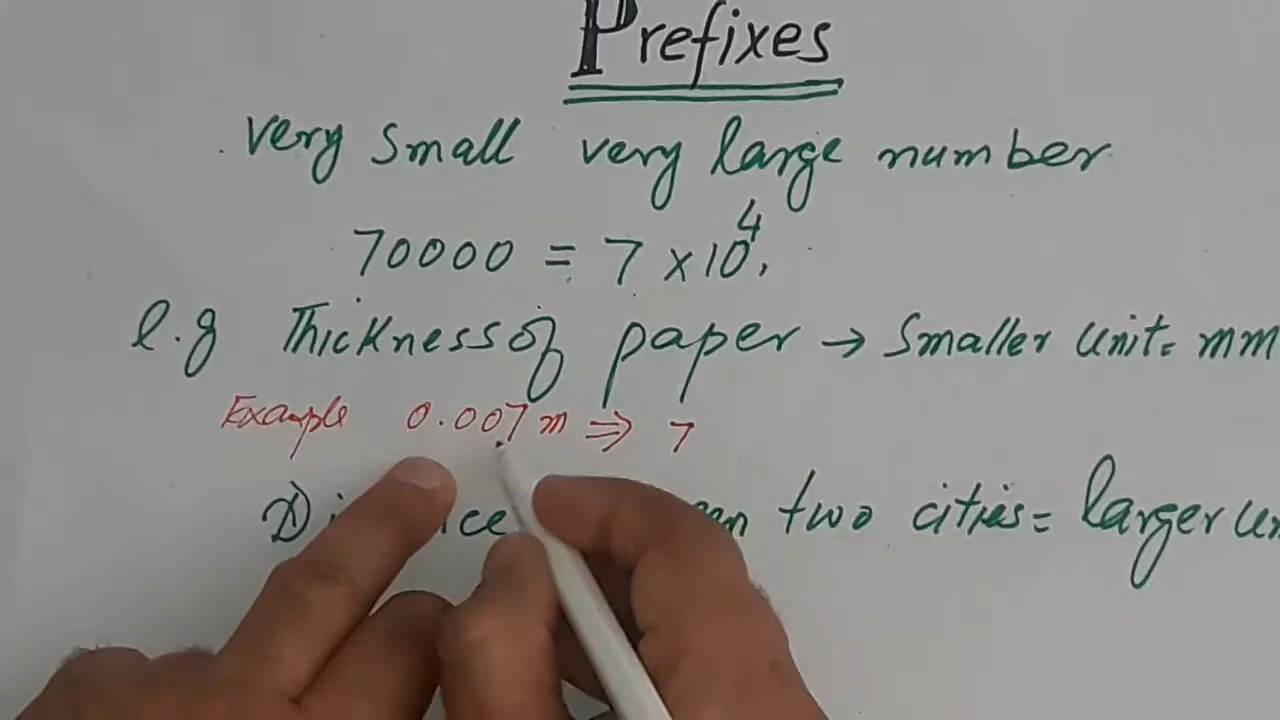 Prefixes
very small very large number
70000 = 7 x 10⁴,
e.g Thickness of paper → Smaller unit = mm
Example 0.007 m ⇒ 7
two cities = larger